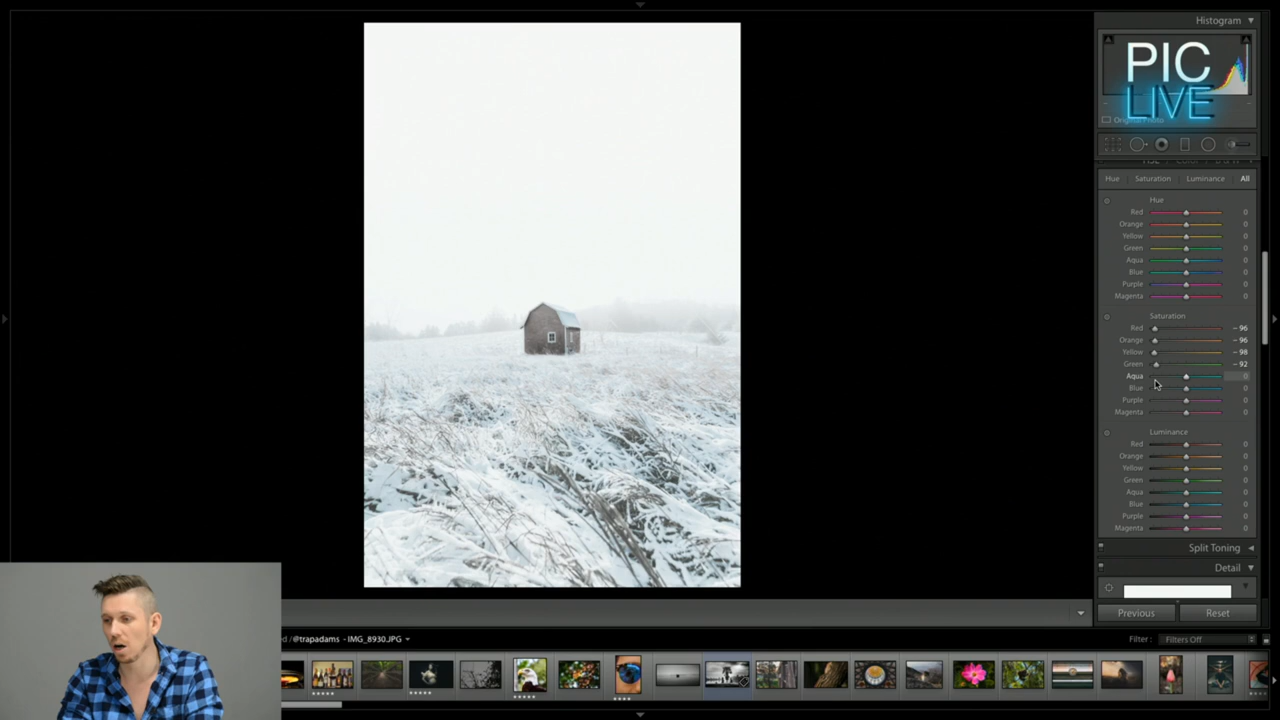 Histogram
PIC
LIVE
Original Photo
Hue Saturation Luminance All
Hue
Red 0
Orange 0
Yellow 0
Green 0
Aqua 0
Blue 0
Purple 0
Magenta 0
Saturation
Red - 96
Orange - 96
Yellow - 98
Green - 92
Aqua 0
Blue 0
Purple 0
Magenta 0
Luminance
Red 0
Orange 0
Yellow 0
Green 0
Aqua 0
Blue 0
Purple 0
Magenta 0
Split Toning
Detail
Previous Reset
/@trapadams - IMG_8930.JPG
Filter : Filters Off